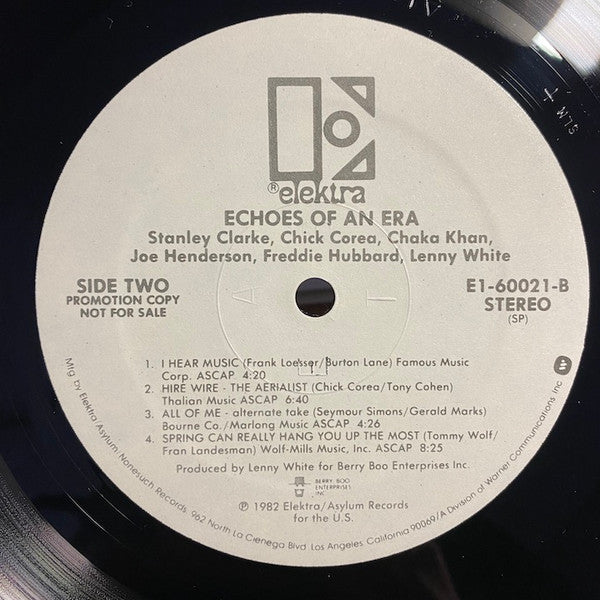 ® elektra
ECHOES OF AN ERA
Stanley Clarke, Chick Corea, Chaka Khan,
Joe Henderson, Freddie Hubbard, Lenny White
SIDE TWO
PROMOTION COPY
NOT FOR SALE
E1-60021-B
STEREO
(SP)
1. I HEAR MUSIC (Frank Loesser/Burton Lane) Famous Music
Corp. ASCAP 4:20
2. HIRE WIRE - THE AERIALIST (Chick Corea/Tony Cohen)
Thalian Music ASCAP 6:40
3. ALL OF ME - alternate take (Seymour Simons/Gerald Marks)
Bourne Co./Marlong Music ASCAP 4:26
4. SPRING CAN REALLY HANG YOU UP THE MOST (Tommy Wolf/
Fran Landesman) Wolf-Mills Music, Inc. ASCAP 8:25
Produced by Lenny White for Berry Boo Enterprises Inc.
BERRY BOO
ENTERPRISES
INC
℗ 1982 Elektra/Asylum Records
for the U.S.
Mfg by Elektra/Asylum/Nonesuch Records, 962 North La Cienega Blvd. Los Angeles, California 90069/A Division of Warner Communications Inc
SLM